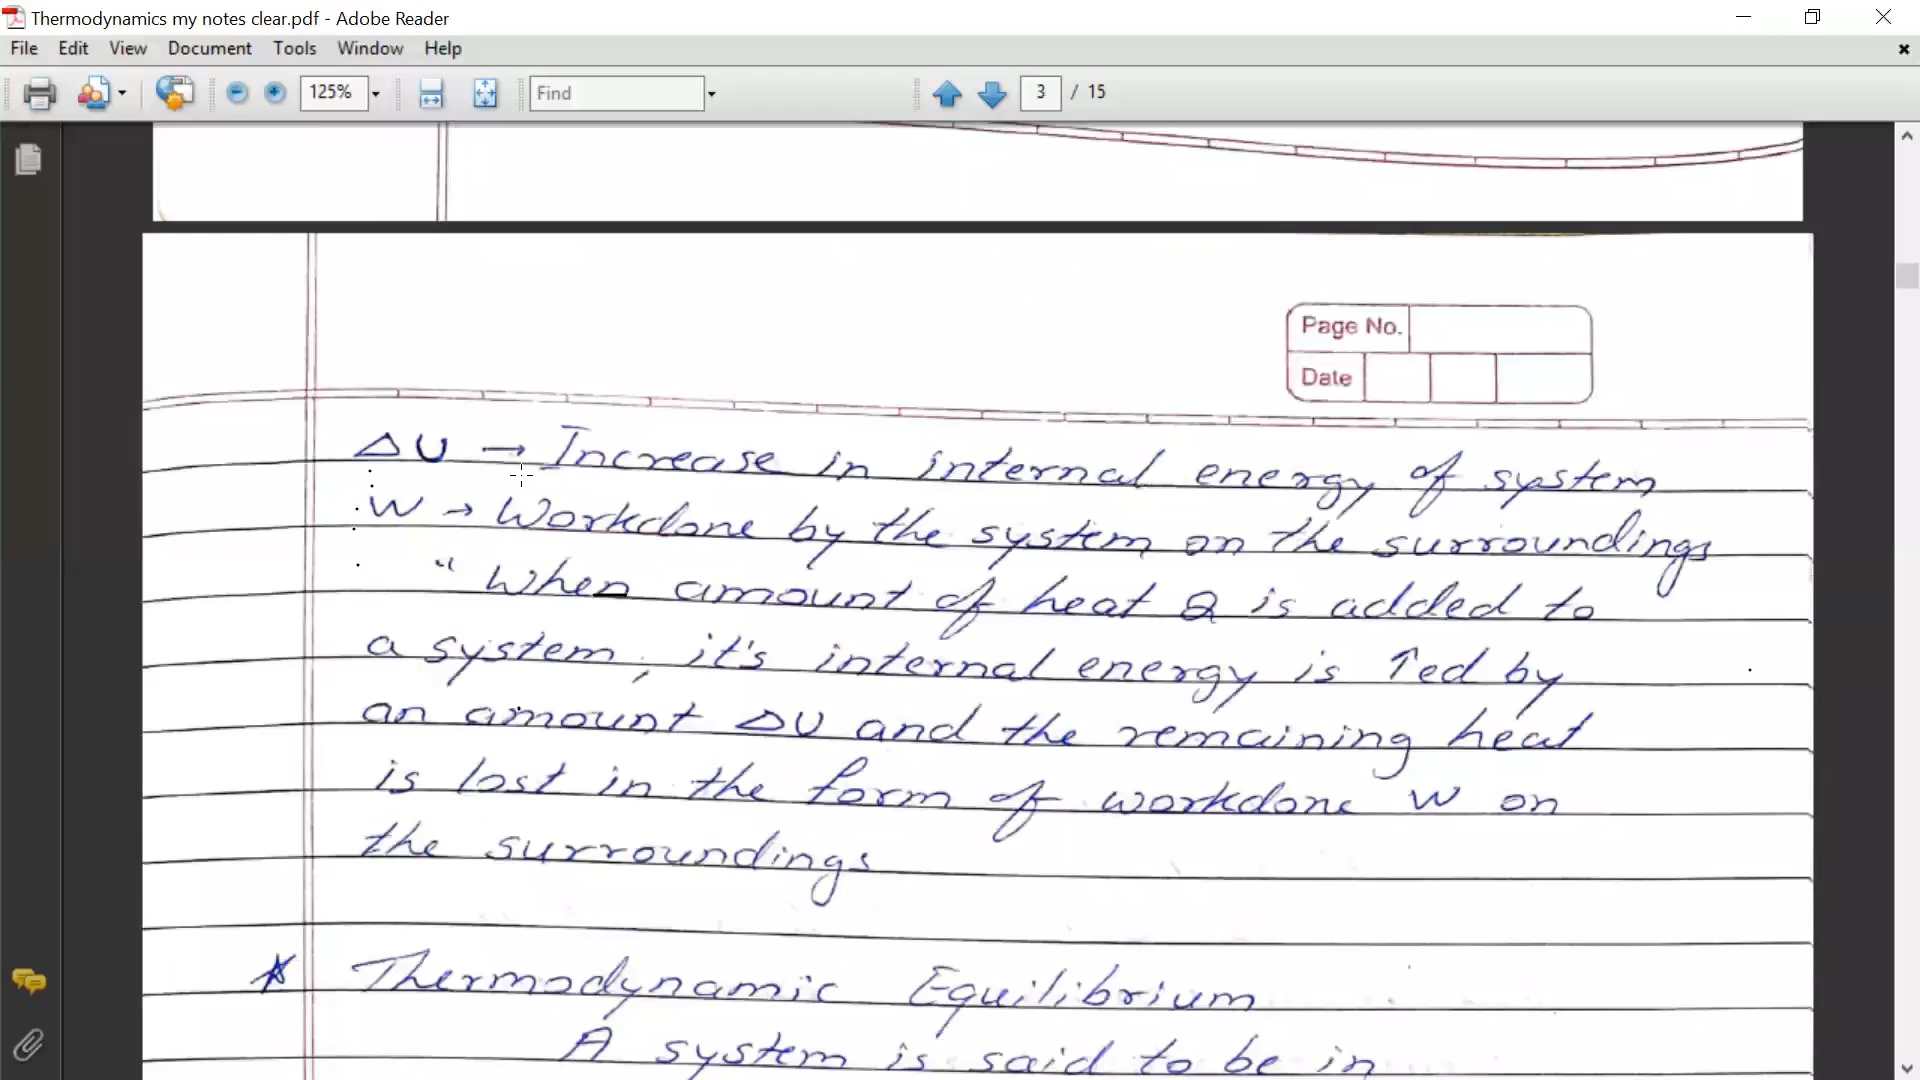 Thermodynamics my notes clear.pdf - Adobe Reader
File Edit View Document Tools Window Help
125% Find 3 / 15
Page No.
Date
ΔU → Increase in internal energy of system
W → Workdone by the system on the surroundings
" When amount of heat Q is added to
a system, it's internal energy is ↑ed by
an amount ΔU and the remaining heat
is lost in the form of workdone W on
the surroundings
* Thermodynamic Equilibrium
A system is said to be in